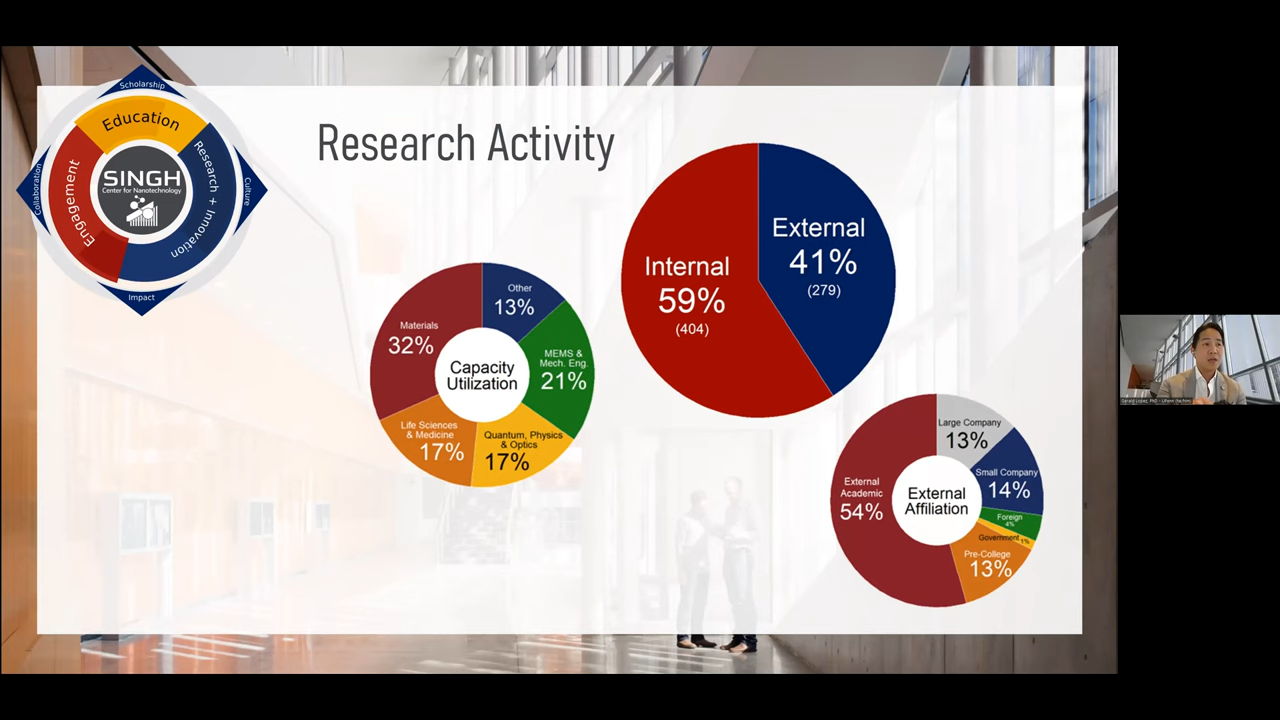 Scholarship
Education
Engagement
Research + Innovation
Collaboration
Culture
Impact
SINGH
Center for Nanotechnology
Research Activity
Internal
59%
(404)
External
41%
(279)
Capacity
Utilization
Other
13%
MEMS &
Mech. Eng.
21%
Quantum, Physics
& Optics
17%
Life Sciences
& Medicine
17%
Materials
32%
External
Affiliation
Large Company
13%
Small Company
14%
Foreign
4%
Government 1%
Pre-College
13%
External
Academic
54%